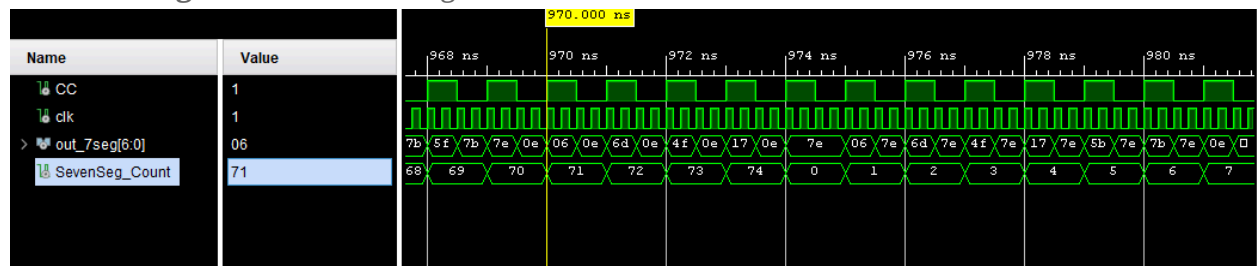 970.000 ns
Name Value 968 ns 970 ns 972 ns 974 ns 976 ns 978 ns 980 ns
CC 1
clk 1
out_7seg[6:0] 06 7b 5f 7b 7e 0e 06 0e 6d 0e 4f 0e 17 0e 7e 06 7e 6d 7e 4f 7e 17 7e 5b 7e 7b 7e 0e
SevenSeg_Count 71 68 69 70 71 72 73 74 0 1 2 3 4 5 6 7